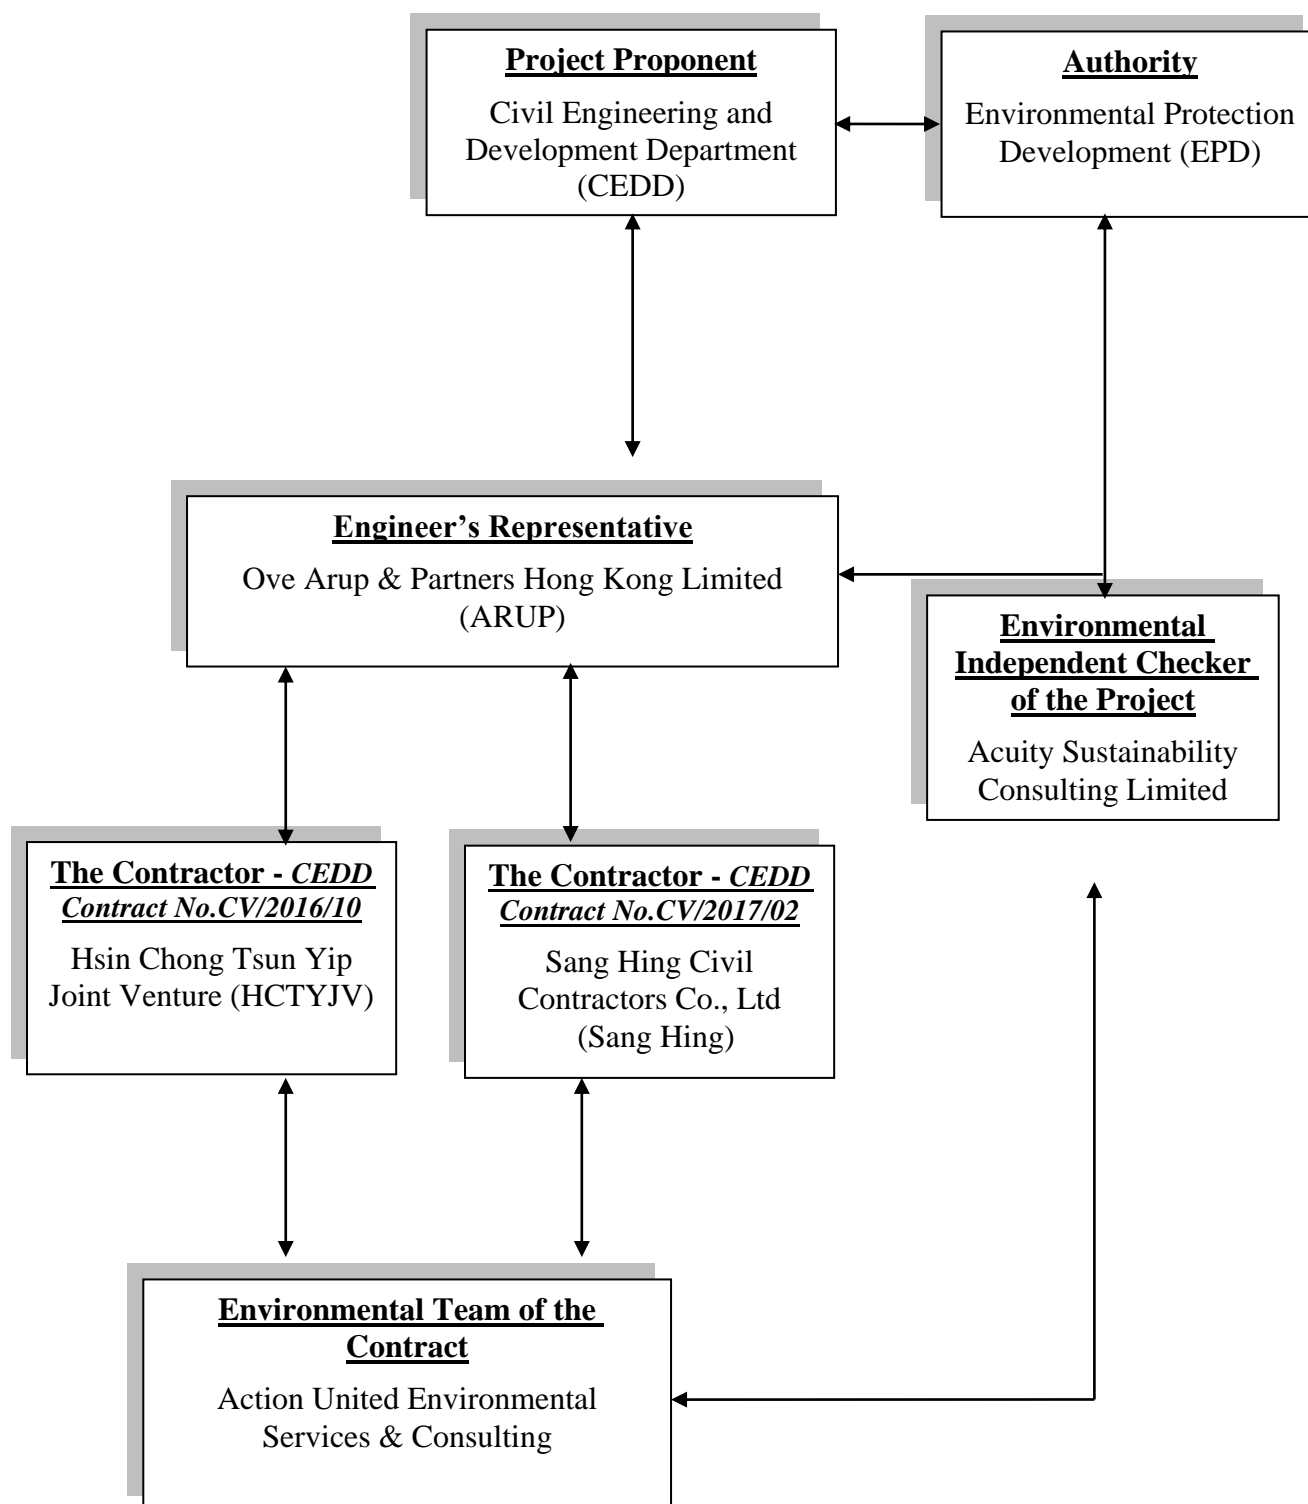 Project Proponent
Civil Engineering and
Development Department
(CEDD)
Authority
Environmental Protection
Development (EPD)
Engineer’s Representative
Ove Arup & Partners Hong Kong Limited
(ARUP)
Environmental
Independent Checker
of the Project
Acuity Sustainability
Consulting Limited
The Contractor - CEDD
Contract No.CV/2016/10
Hsin Chong Tsun Yip
Joint Venture (HCTYJV)
The Contractor - CEDD
Contract No.CV/2017/02
Sang Hing Civil
Contractors Co., Ltd
(Sang Hing)
Environmental Team of the
Contract
Action United Environmental
Services & Consulting